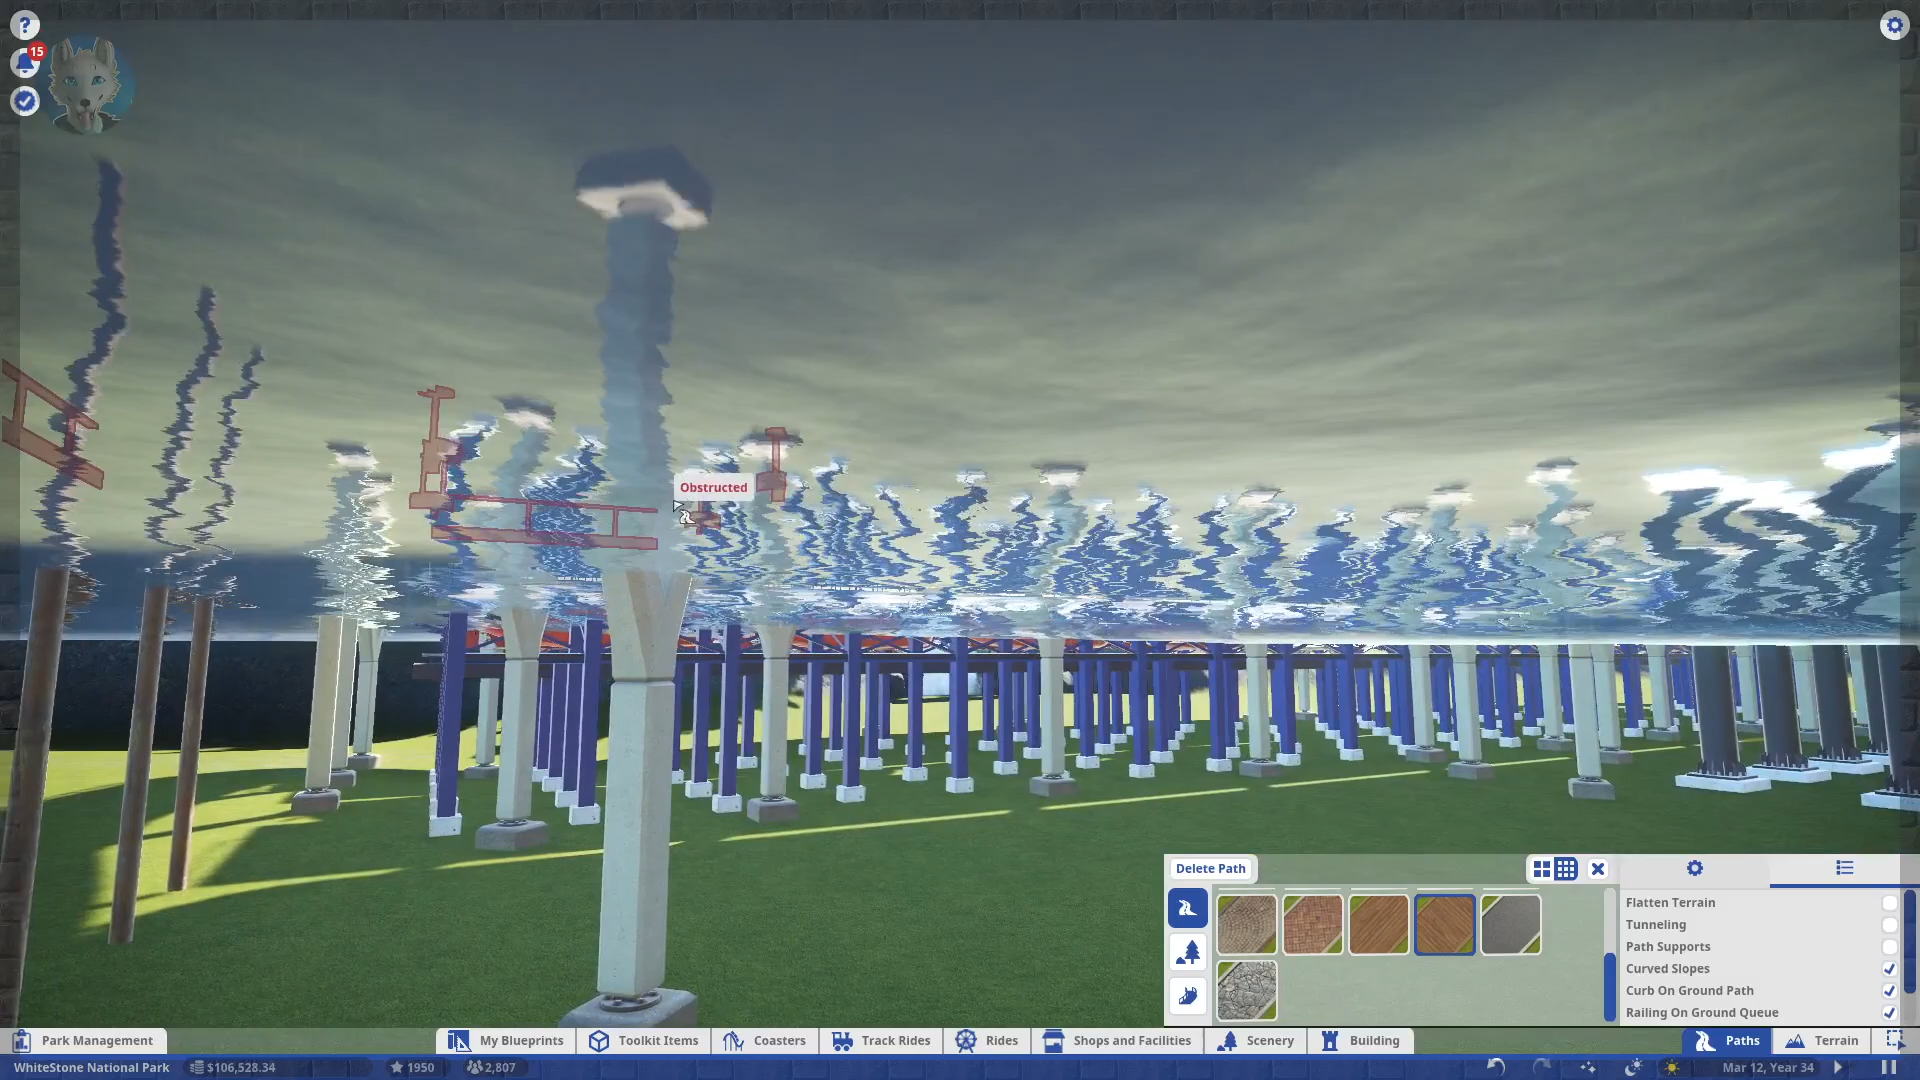 ?
15
Obstructed
Delete Path
Flatten Terrain
Tunneling
Path Supports
Curved Slopes
Curb On Ground Path
Railing On Ground Queue
Park Management
My Blueprints
Toolkit Items
Coasters
Track Rides
Rides
Shops and Facilities
Scenery
Building
Paths
Terrain
WhiteStone National Park
$106,528.34
1950
2,807
Mar 12, Year 34